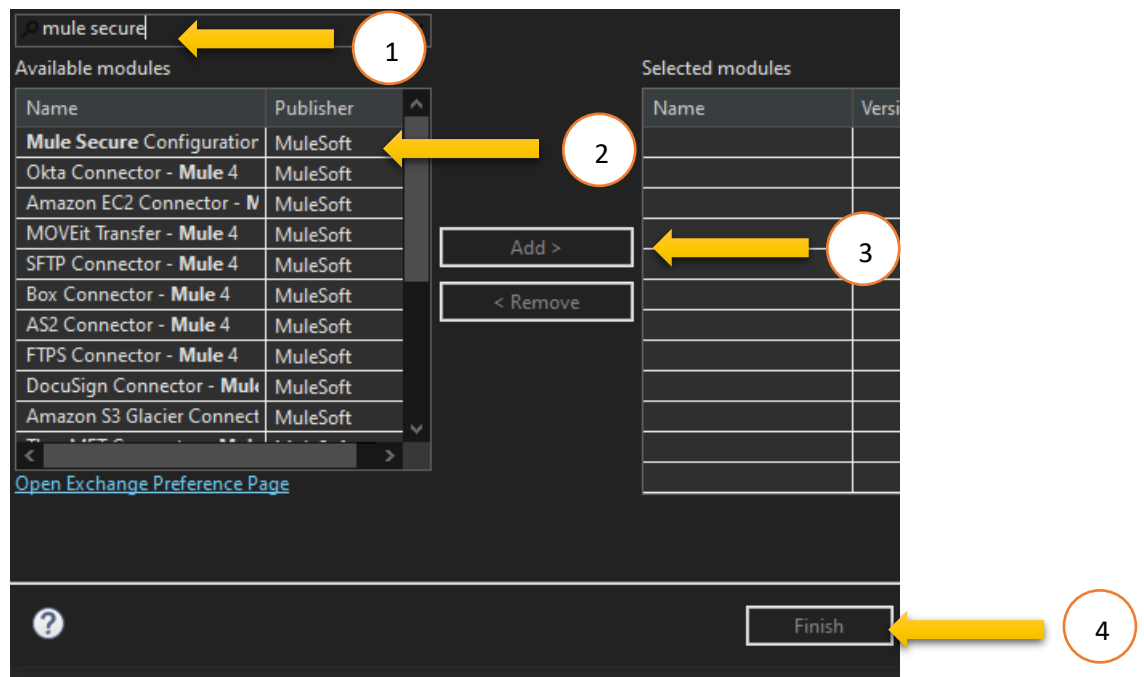 mule secure
1
Available modules
Selected modules
Name Publisher
Name Versi
Mule Secure Configuration MuleSoft
2
Okta Connector - Mule 4 MuleSoft
Amazon EC2 Connector - M MuleSoft
MOVEit Transfer - Mule 4 MuleSoft
Add >
3
SFTP Connector - Mule 4 MuleSoft
Box Connector - Mule 4 MuleSoft
< Remove
AS2 Connector - Mule 4 MuleSoft
FTPS Connector - Mule 4 MuleSoft
DocuSign Connector - Mule MuleSoft
Amazon S3 Glacier Connect MuleSoft
< >
Open Exchange Preference Page
?
Finish
4